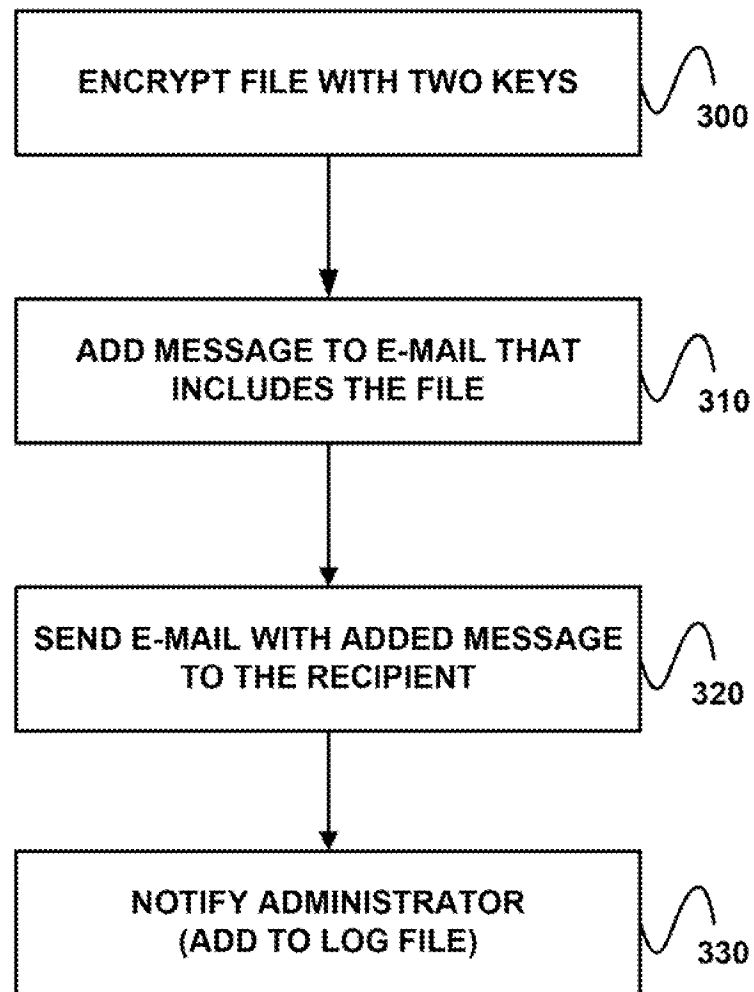 ENCRYPT FILE WITH TWO KEYS
300
ADD MESSAGE TO E-MAIL THAT
INCLUDES THE FILE
310
SEND E-MAIL WITH ADDED MESSAGE
TO THE RECIPIENT
320
NOTIFY ADMINISTRATOR
(ADD TO LOG FILE)
330